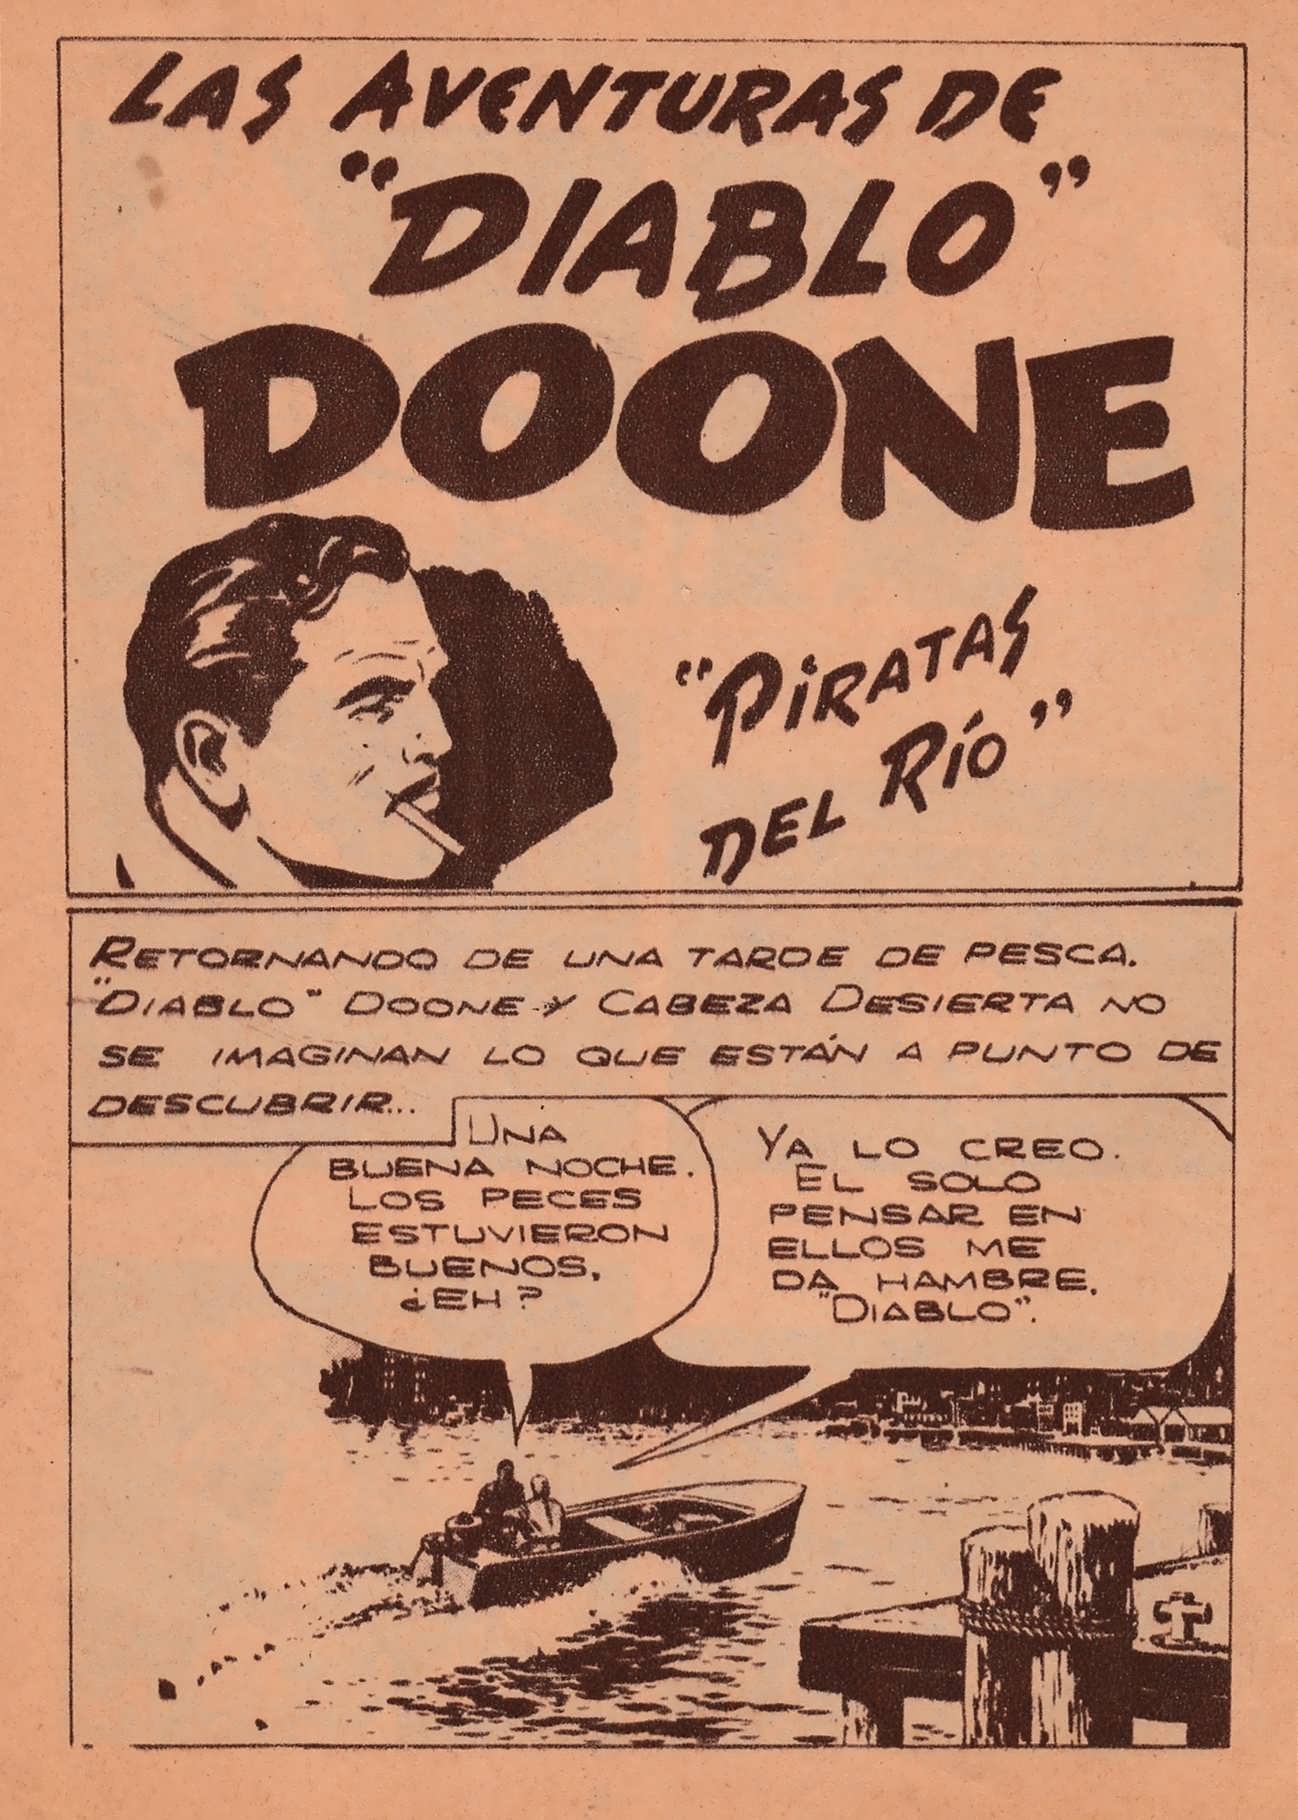 LAS AVENTURAS DE
"DIABLO"
DOONE
"PIRATAS
DEL RÍO"
RETORNANDO DE UNA TARDE DE PESCA.
"DIABLO" DOONE Y CABEZA DESIERTA NO
SE IMAGINAN LO QUE ESTÁN A PUNTO DE
DESCUBRIR...
UNA
BUENA NOCHE.
LOS PECES
ESTUVIERON
BUENOS,
¿EH?
YA LO CREO.
EL SOLO
PENSAR EN
ELLOS ME
DA HAMBRE,
"DIABLO".